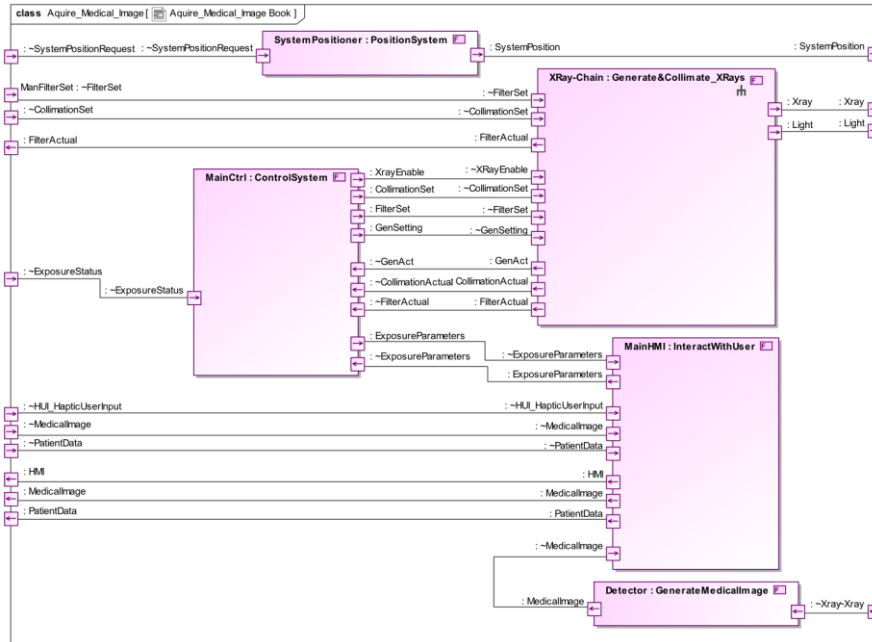 class Aquire_Medical_Image [ Aquire_Medical_Image Book ]
SystemPositioner : PositionSystem
: ~SystemPositionRequest : ~SystemPositionRequest
: SystemPosition
: SystemPosition
XRay-Chain : Generate&Collimate_XRays
ManFilterSet : ~FilterSet
: ~FilterSet
: ~CollimationSet
: ~CollimationSet
: Xray
: Xray
: Light
: Light
: FilterActual
: FilterActual
MainCtrl : ControlSystem
: XrayEnable
: ~XRayEnable
: CollimationSet
: ~CollimationSet
: FilterSet
: ~FilterSet
: GenSetting
: ~GenSetting
: ~GenAct
: GenAct
: ~ExposureStatus
: ~ExposureStatus
: ~CollimationActual
CollimationActual
: ~FilterActual
: FilterActual
: ExposureParameters
MainHMI : InteractWithUser
: ~ExposureParameters
: ~ExposureParameters
: ExposureParameters
: ~HUI_HapticUserInput
: ~HUI_HapticUserInput
: ~MedicalImage
: ~MedicalImage
: ~PatientData
: ~PatientData
: HMI
: HMI
: MedicalImage
: MedicalImage
: PatientData
: PatientData
: ~MedicalImage
Detector : GenerateMedicalImage
: MedicalImage
: ~Xray
~Xray